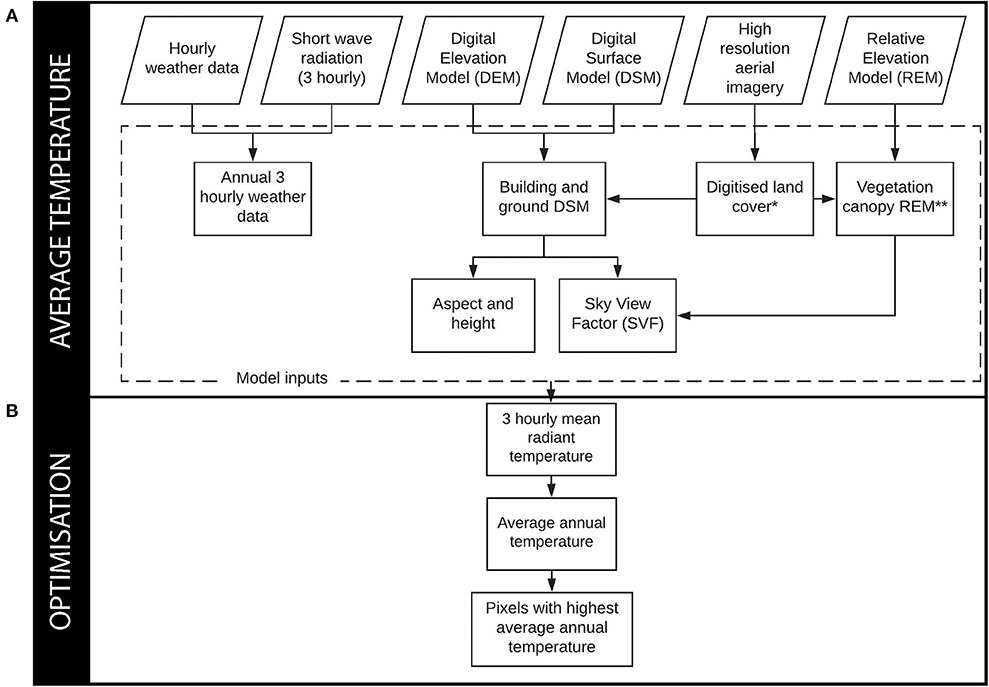 A
AVERAGE TEMPERATURE
Hourly
weather data
Short wave
radiation
(3 hourly)
Digital
Elevation
Model (DEM)
Digital
Surface
Model (DSM)
High
resolution
aerial
imagery
Relative
Elevation
Model (REM)
Annual 3
hourly weather
data
Building and
ground DSM
Digitised land
cover*
Vegetation
canopy REM**
Aspect and
height
Sky View
Factor (SVF)
Model inputs
B
OPTIMISATION
3 hourly mean
radiant
temperature
Average annual
temperature
Pixels with highest
average annual
temperature